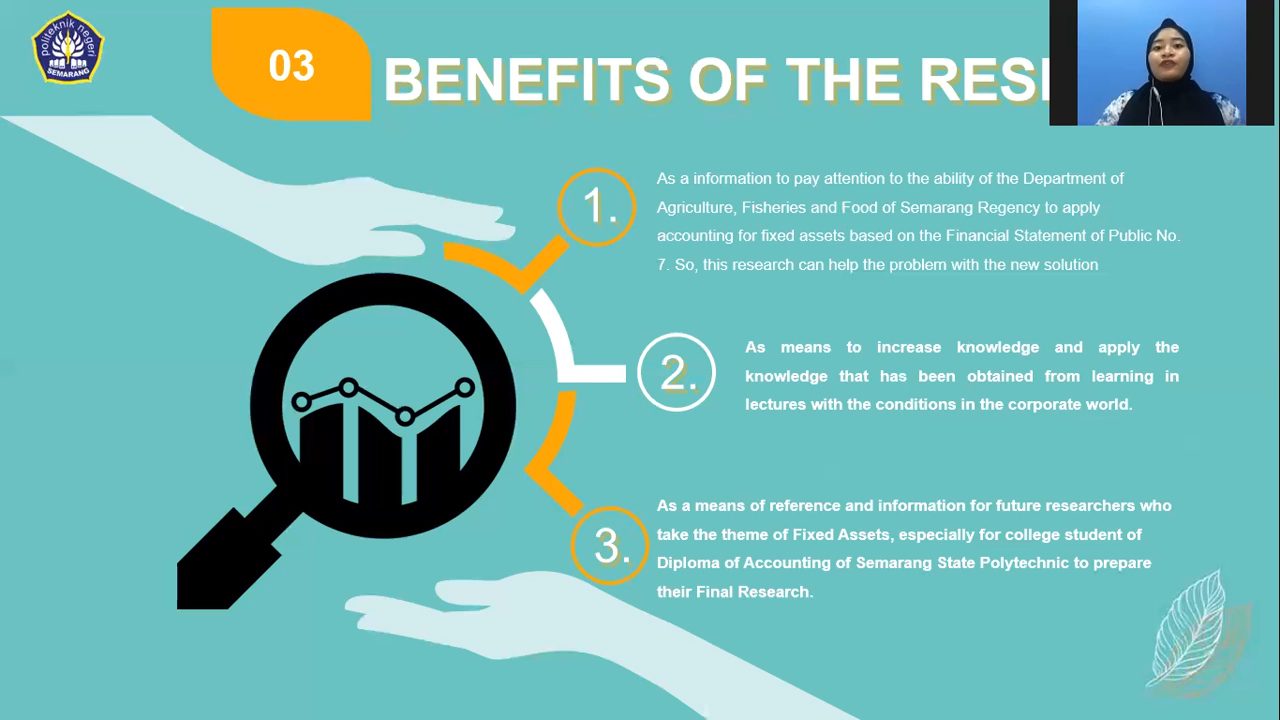 politeknik negeri
SEMARANG
03
BENEFITS OF THE
1.
As a information to pay attention to the ability of the Department of
Agriculture, Fisheries and Food of Semarang Regency to apply
accounting for fixed assets based on the Financial Statement of Public No.
7. So, this research can help the problem with the new solution
2.
As means to increase knowledge and apply the
knowledge that has been obtained from learning in
lectures with the conditions in the corporate world.
3.
As a means of reference and information for future researchers who
take the theme of Fixed Assets, especially for college student of
Diploma of Accounting of Semarang State Polytechnic to prepare
their Final Research.